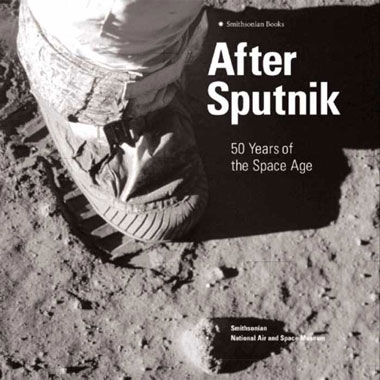 Smithsonian Books
After
Sputnik
50 Years of
the Space Age
Smithsonian
National Air and Space Museum